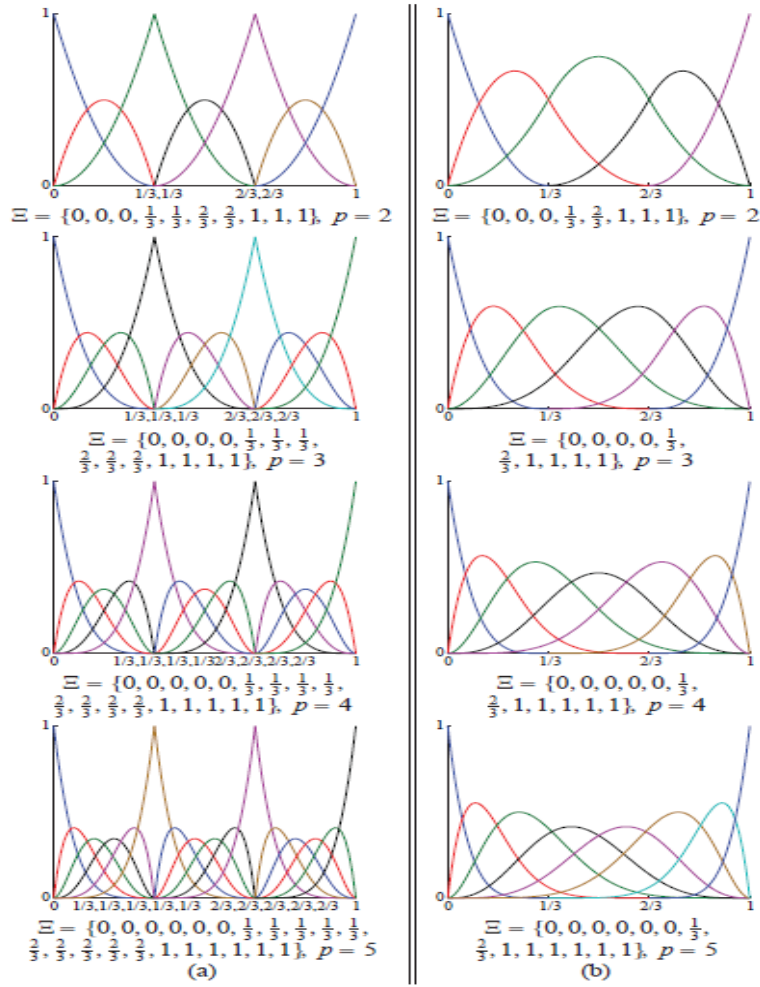 1
0
0 1/3,1/3 2/3,2/3 1
Ξ = {0, 0, 0, 1/3, 1/3, 2/3, 2/3, 1, 1, 1}, p = 2
1
0
0 1/3,1/3,1/3 2/3,2/3,2/3 1
Ξ = {0, 0, 0, 0, 1/3, 1/3, 1/3,
2/3, 2/3, 2/3, 1, 1, 1, 1}, p = 3
1
0
0 1/3,1/3,1/3,1/32/3,2/3,2/3,2/3 1
Ξ = {0, 0, 0, 0, 0, 1/3, 1/3, 1/3, 1/3,
2/3, 2/3, 2/3, 2/3, 1, 1, 1, 1, 1}, p = 4
1
0
0 1/3,1/3,1/3,1/3,1/3 2/3,2/3,2/3,2/3,2/3 1
Ξ = {0, 0, 0, 0, 0, 0, 1/3, 1/3, 1/3, 1/3, 1/3,
2/3, 2/3, 2/3, 2/3, 2/3, 1, 1, 1, 1, 1, 1}, p = 5
(a)
1
0
0 1/3 2/3 1
Ξ = {0, 0, 0, 1/3, 2/3, 1, 1, 1}, p = 2
1
0
0 1/3 2/3 1
Ξ = {0, 0, 0, 0, 1/3,
2/3, 1, 1, 1, 1}, p = 3
1
0
0 1/3 2/3 1
Ξ = {0, 0, 0, 0, 0, 1/3,
2/3, 1, 1, 1, 1, 1}, p = 4
1
0
0 1/3 2/3 1
Ξ = {0, 0, 0, 0, 0, 0, 1/3,
2/3, 1, 1, 1, 1, 1, 1}, p = 5
(b)